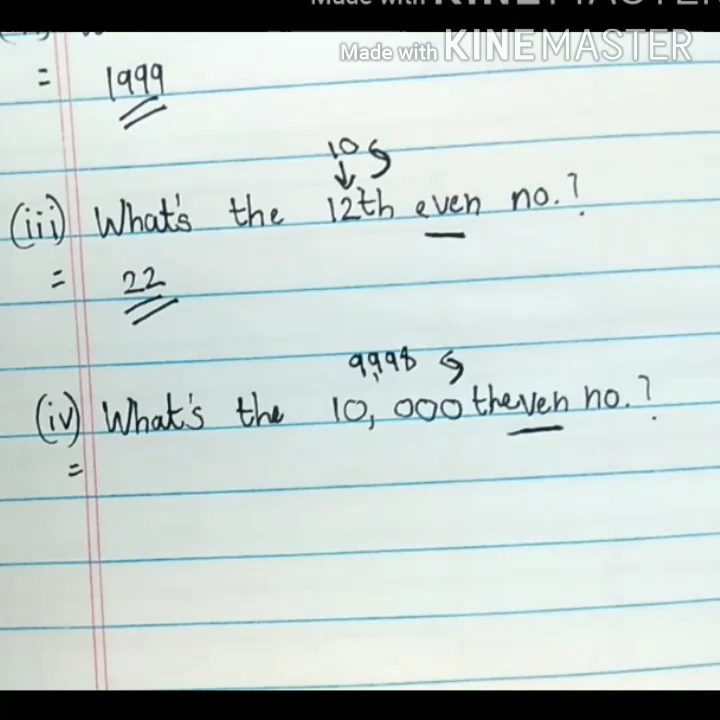 Made with KINEMASTER
= 1999
10
(iii) What's the 12th even no.?
= 22
9,998
(iv) What's the 10,000 theven no.?
=